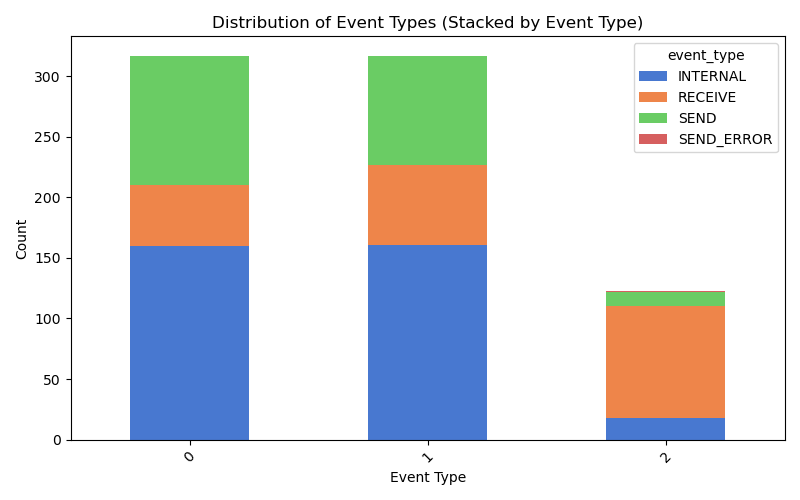 Distribution of Event Types (Stacked by Event Type)
event_type
INTERNAL
RECEIVE
SEND
SEND_ERROR
Count
300
250
200
150
100
50
0
0
1
2
Event Type